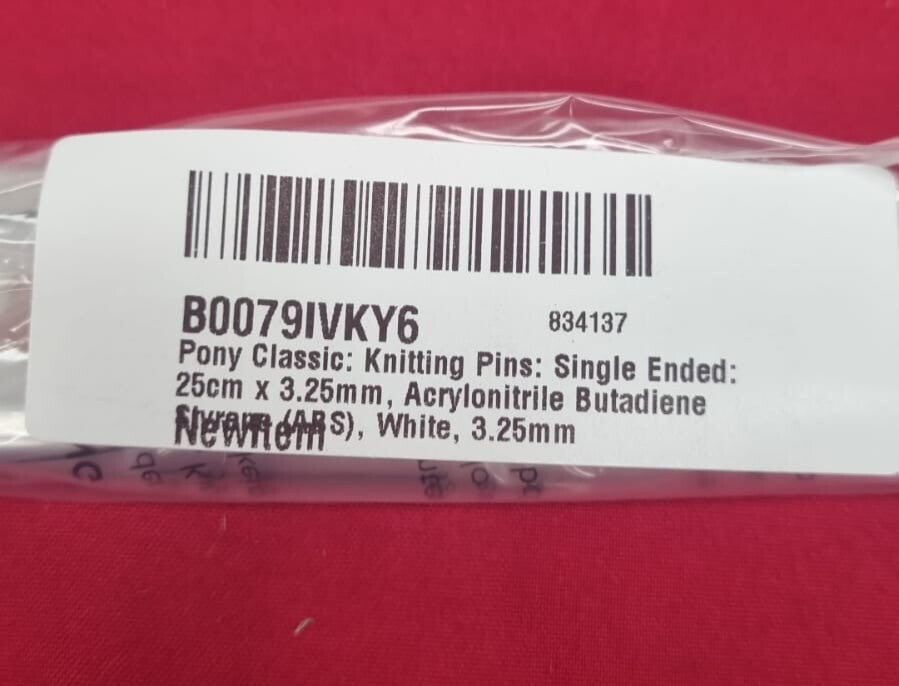 B0079IVKY6 834137
Pony Classic: Knitting Pins: Single Ended:
25cm x 3.25mm, Acrylonitrile Butadiene
Styrene (ABS), White, 3.25mm
NewItem